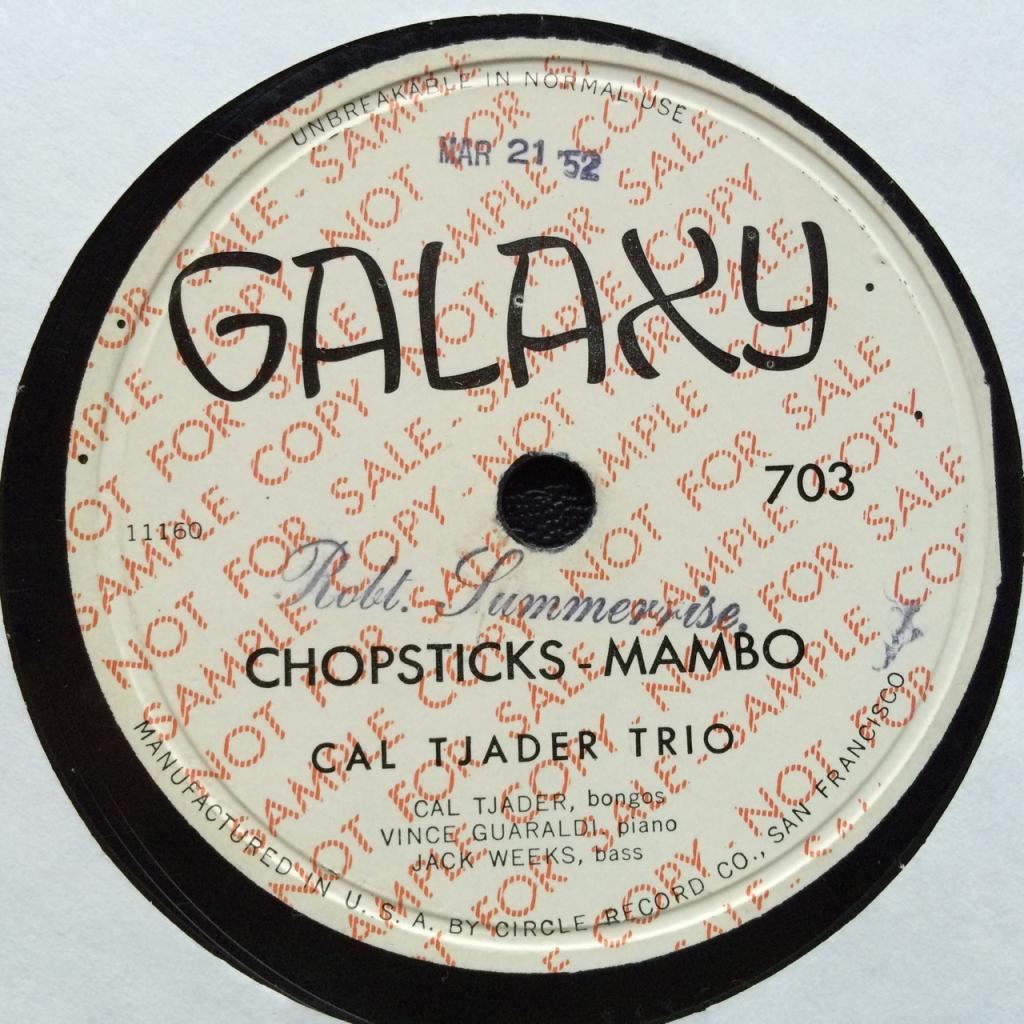 UNBREAKABLE IN NORMAL USE
MAR 21 '52
GALAXY
703
11160
Robt. Summerrise.
CHOPSTICKS - MAMBO
CAL TJADER TRIO
CAL TJADER, bongos
VINCE GUARALDI, piano
JACK WEEKS, bass
MANUFACTURED IN U. S. A. BY CIRCLE RECORD CO., SAN FRANCISCO
SAMPLE COPY NOT FOR SALE